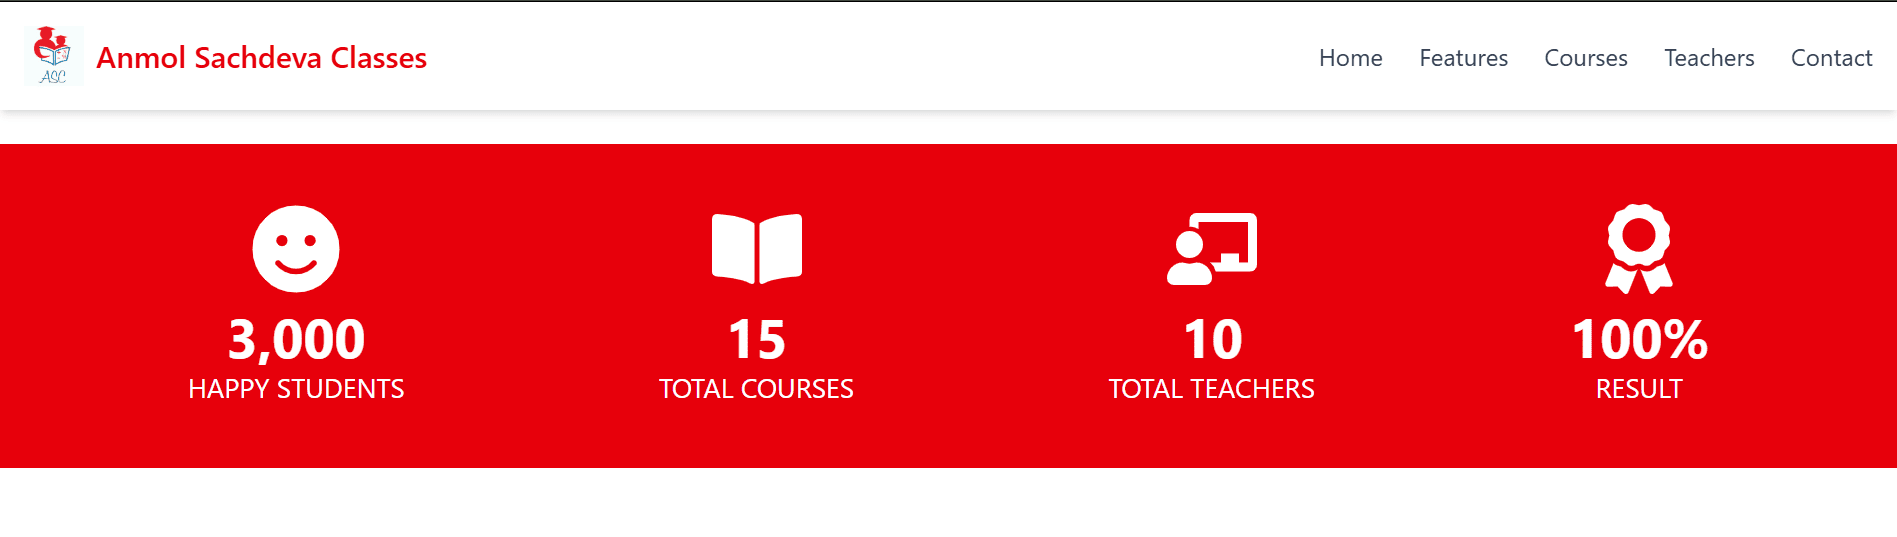 ASC
Anmol Sachdeva Classes
Home Features Courses Teachers Contact
3,000
HAPPY STUDENTS
15
TOTAL COURSES
10
TOTAL TEACHERS
100%
RESULT